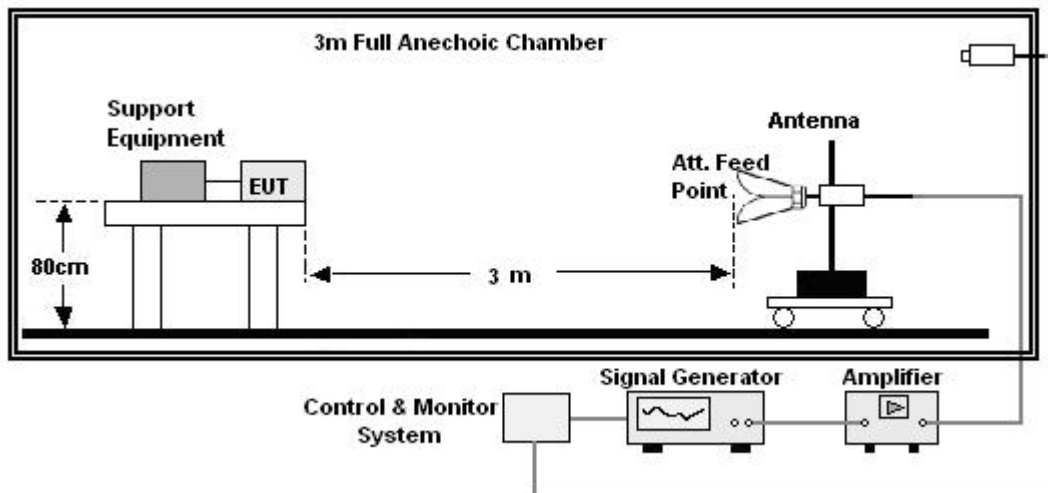 3m Full Anechoic Chamber
Support
Equipment
EUT
Antenna
Att. Feed
Point
80cm
3 m
Signal Generator
Amplifier
Control & Monitor
System